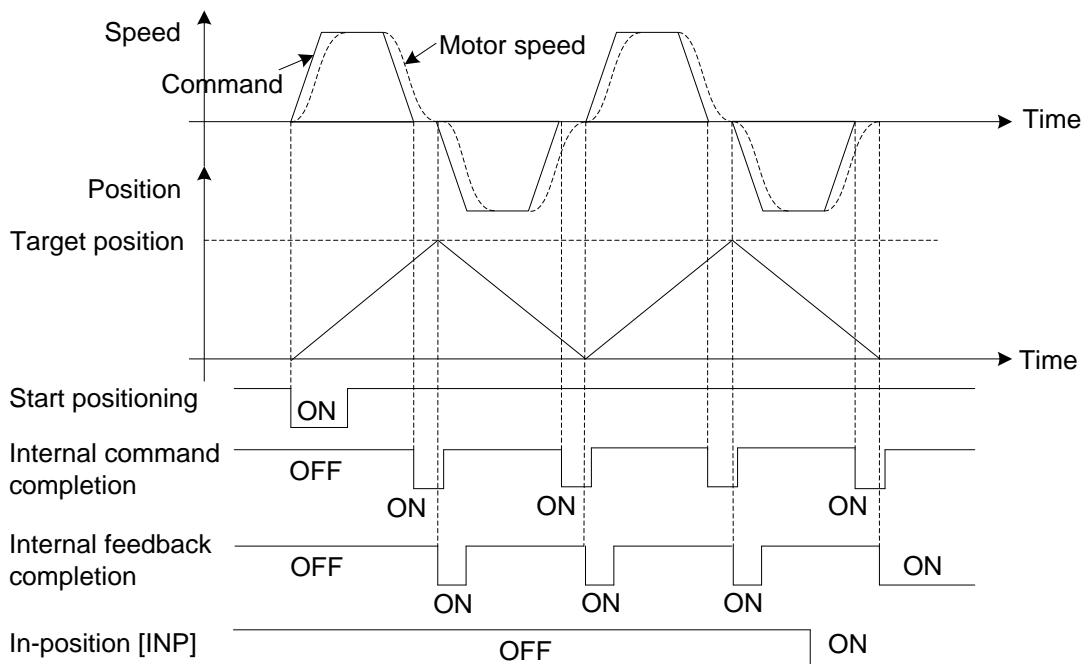 Speed
Motor speed
Command
Time
Position
Target position
Time
Start positioning
ON
Internal command
completion
OFF
ON
ON
ON
Internal feedback
completion
OFF
ON
ON
ON
ON
In-position [INP]
OFF
ON